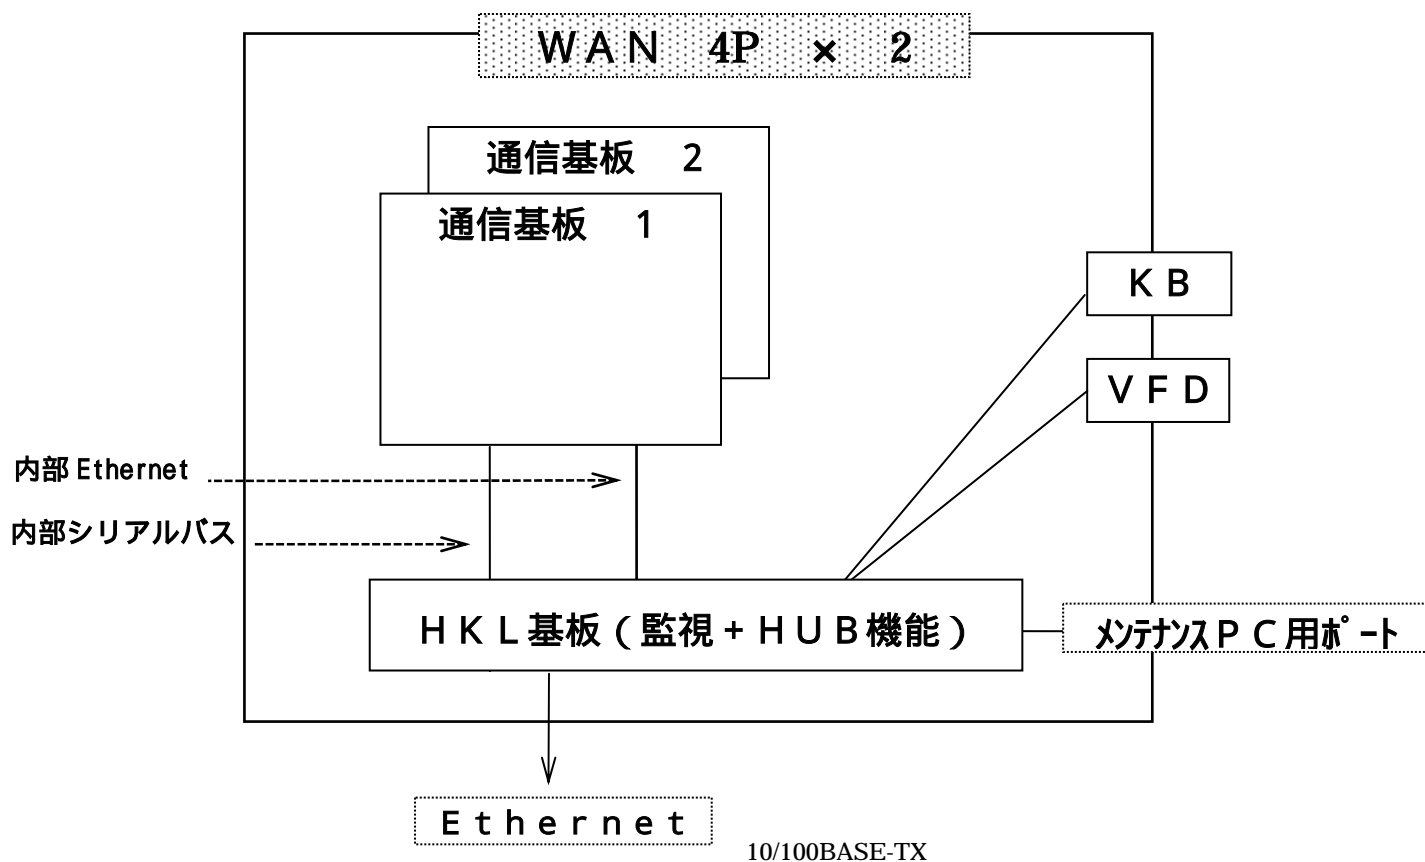 ＷＡＮ　4P　×　２
通信基板　２
通信基板　１
ＫＢ
ＶＦＤ
内部 Ethernet
内部シリアルバス
ＨＫＬ基板（監視＋ＨＵＢ機能）
ﾒﾝﾃﾅﾝｽＰＣ用ﾎﾟｰﾄ
Ｅｔｈｅｒｎｅｔ
10/100BASE-TX